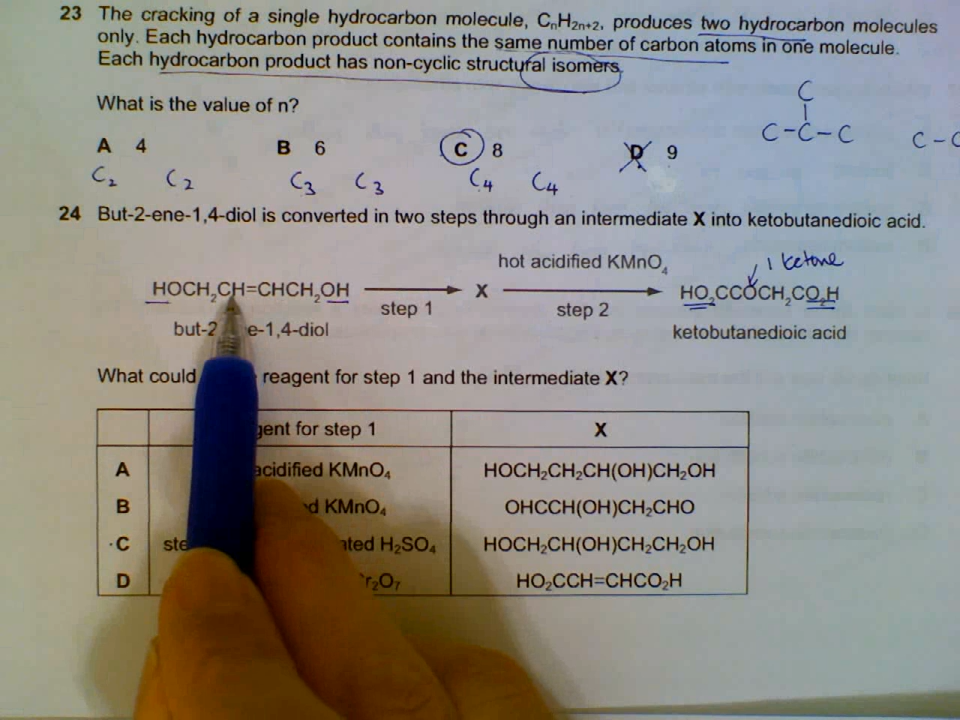 23 The cracking of a single hydrocarbon molecule, CₙH₂ₙ₊₂, produces two hydrocarbon molecules
only. Each hydrocarbon product contains the same number of carbon atoms in one molecule.
Each hydrocarbon product has non-cyclic structural isomers.
C
What is the value of n?
C-C-C C-C
A 4 B 6 C 8 D 9
C₂ C₂ C₃ C₃ C₄ C₄
24 But-2-ene-1,4-diol is converted in two steps through an intermediate X into ketobutanedioic acid.
hot acidified KMnO₄ 1 ketone
HOCH₂CH=CHCH₂OH X HO₂CCOCH₂CO₂H
step 1 step 2
but-2 e-1,4-diol ketobutanedioic acid
What could reagent for step 1 and the intermediate X?
gent for step 1 X
A acidified KMnO₄ HOCH₂CH₂CH(OH)CH₂OH
B d KMnO₄ OHCCH(OH)CH₂CHO
C ste ated H₂SO₄ HOCH₂CH(OH)CH₂CH₂OH
D r₂O₇ HO₂CCH=CHCO₂H